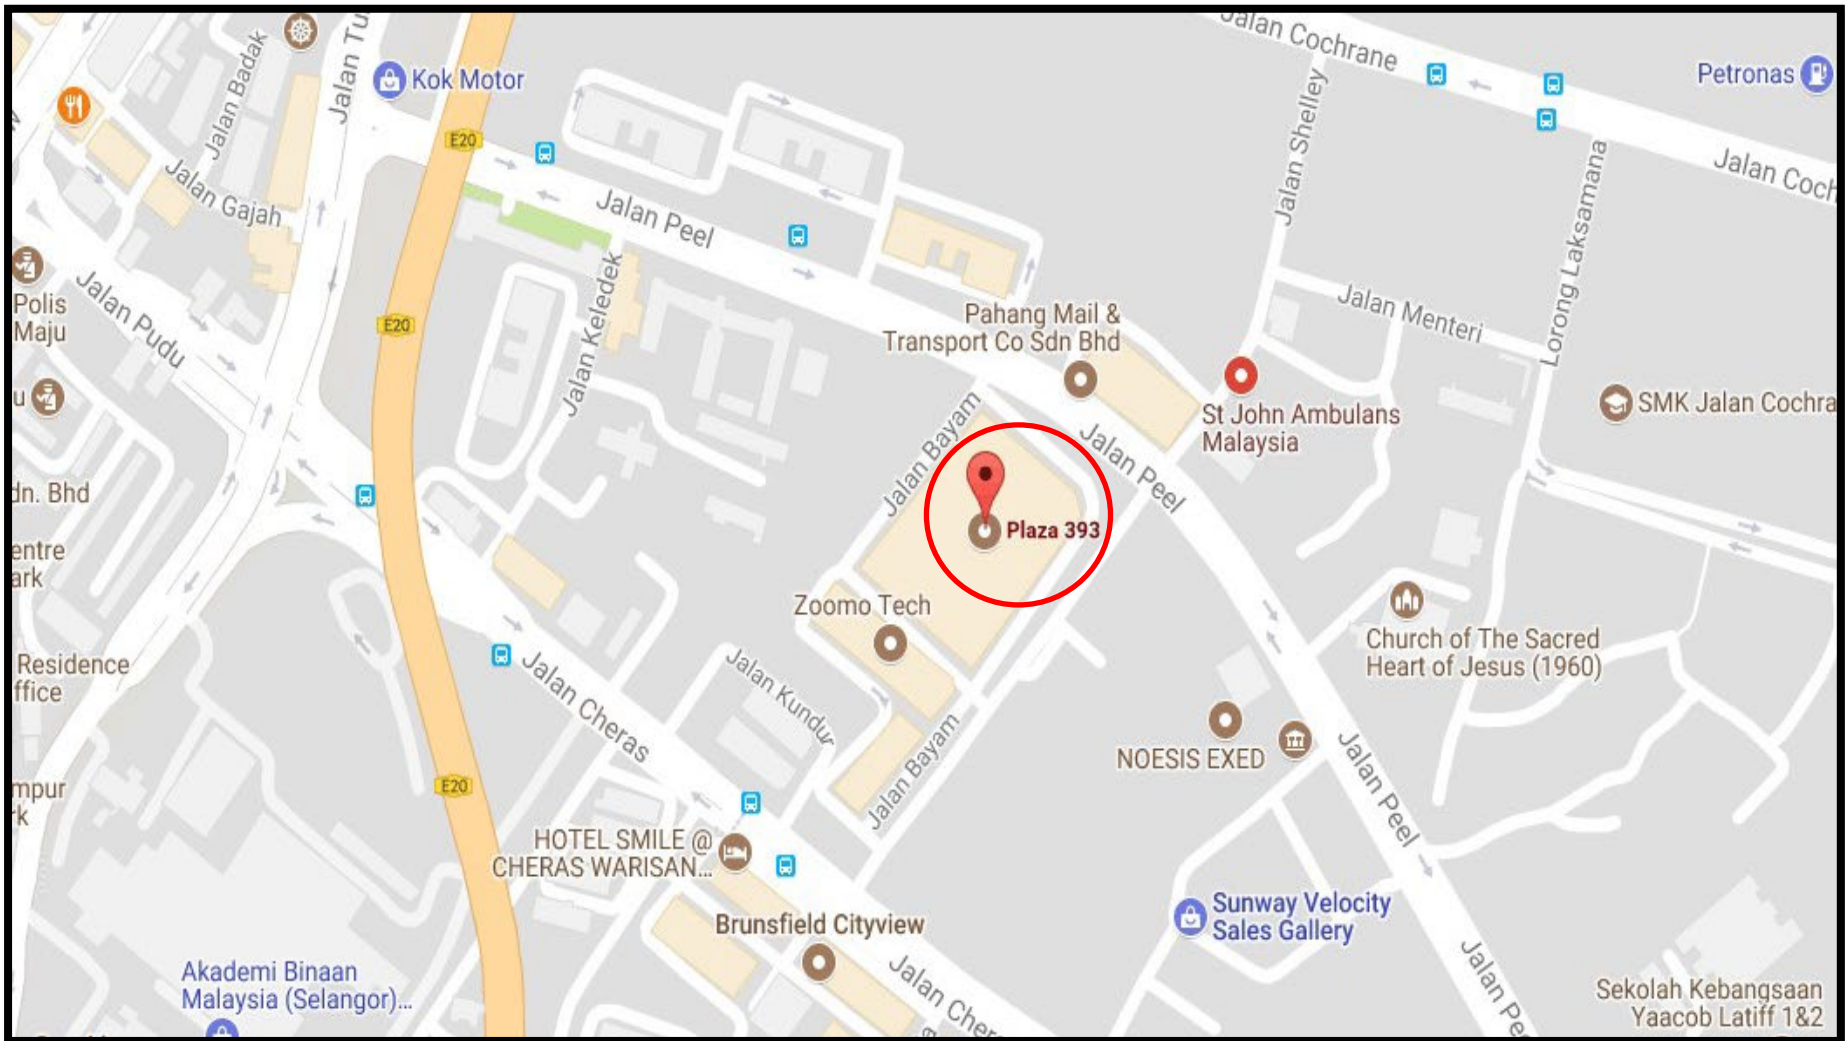 Jalan Cochrane
Petronas
Jalan Badak
Jalan Tu
Kok Motor
E20
Jalan Shelley
Jalan Coch
Lorong Laksamana
Jalan Gajah
Jalan Peel
Jalan Keledek
Polis
Maju
Jalan Pudu
E20
Pahang Mail &
Transport Co Sdn Bhd
Jalan Menteri
u
St John Ambulans
Malaysia
SMK Jalan Cochra
Jalan Bayam
Jalan Peel
dn. Bhd
Plaza 393
entre
ark
Zoomo Tech
Church of The Sacred
Heart of Jesus (1960)
Residence
ffice
Jalan Cheras
Jalan Kundur
NOESIS EXED
Jalan Bayam
Jalan Peel
E20
mpur
rk
HOTEL SMILE @
CHERAS WARISAN...
Brunsfield Cityview
Sunway Velocity
Sales Gallery
Jalan Cher
Jalan Pe
Akademi Binaan
Malaysia (Selangor)...
Sekolah Kebangsaan
Yaacob Latiff 1&2